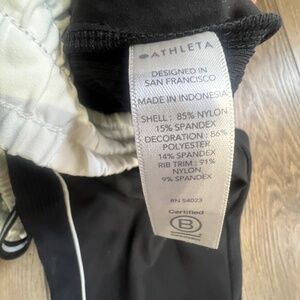 ATHLETA
DESIGNED IN
SAN FRANCISCO
MADE IN INDONESIA
SHELL : 85% NYLON
15% SPANDEX
DECORATION : 86%
POLYESTER
14% SPANDEX
RIB TRIM : 91%
NYLON
9% SPANDEX
RN 54023
Certified
B